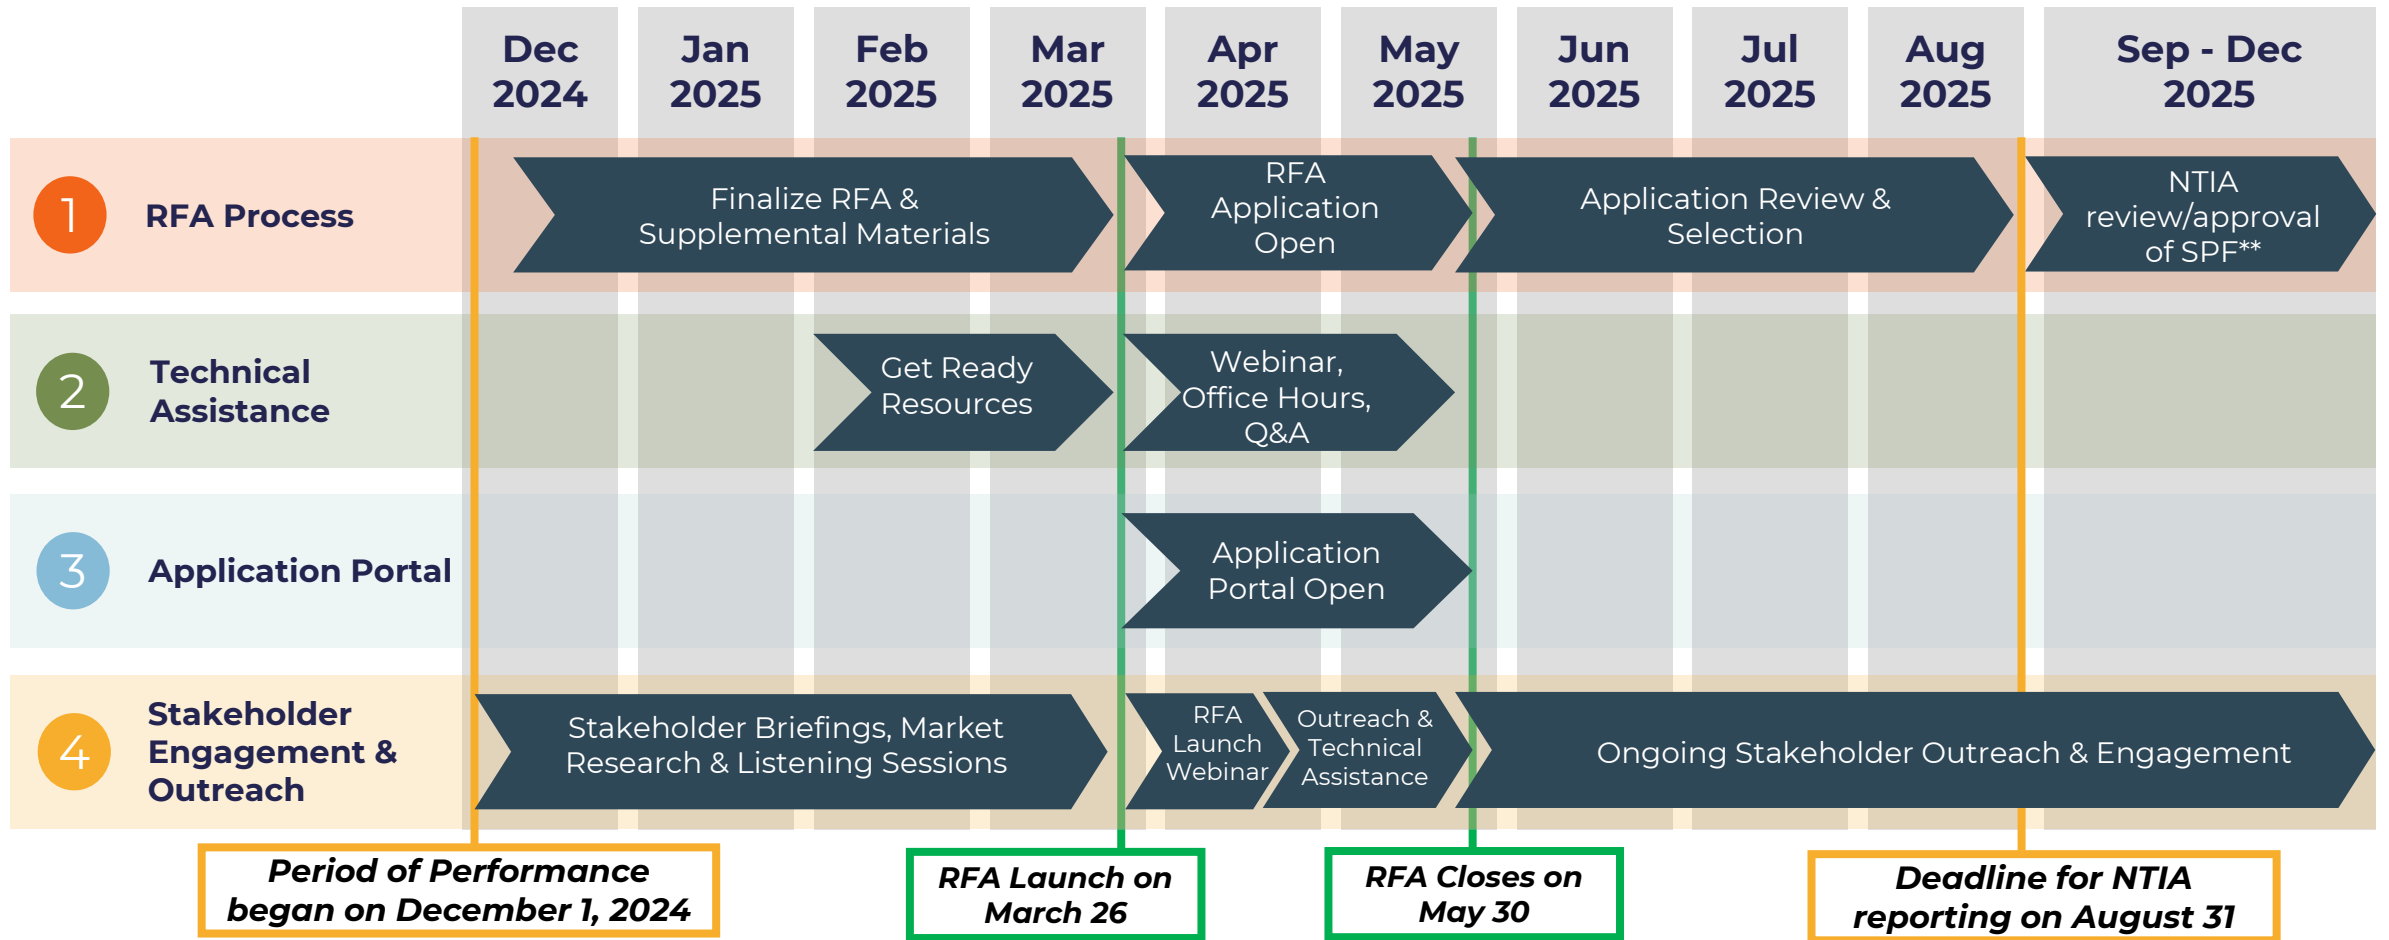 Dec
2024
Jan
2025
Feb
2025
Mar
2025
Apr
2025
May
2025
Jun
2025
Jul
2025
Aug
2025
Sep - Dec
2025
1
RFA Process
Finalize RFA &
Supplemental Materials
RFA
Application
Open
Application Review &
Selection
NTIA
review/approval
of SPF**
2
Technical
Assistance
Get Ready
Resources
Webinar,
Office Hours,
Q&A
3
Application Portal
Application
Portal Open
4
Stakeholder
Engagement &
Outreach
Stakeholder Briefings, Market
Research & Listening Sessions
RFA
Launch
Webinar
Outreach &
Technical
Assistance
Ongoing Stakeholder Outreach & Engagement
Period of Performance
began on December 1, 2024
RFA Launch on
March 26
RFA Closes on
May 30
Deadline for NTIA
reporting on August 31